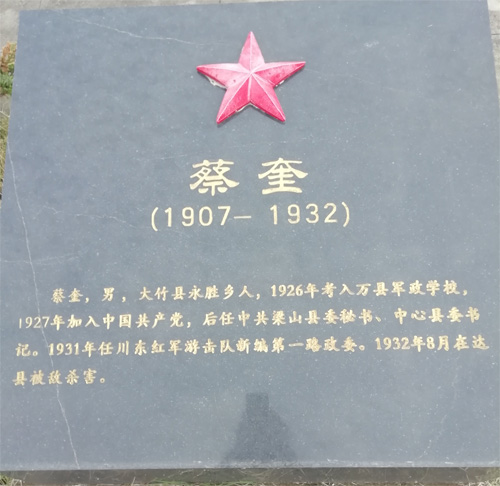 蔡奎
(1907- 1932)
蔡奎，男，大竹县永胜乡人，1926年考入万县军政学校，
1927年加入中国共产党，后任中共梁山县委秘书、中心县委书
记。1931年任川东红军游击队新编第一路政委。1932年8月在达
县被敌杀害。